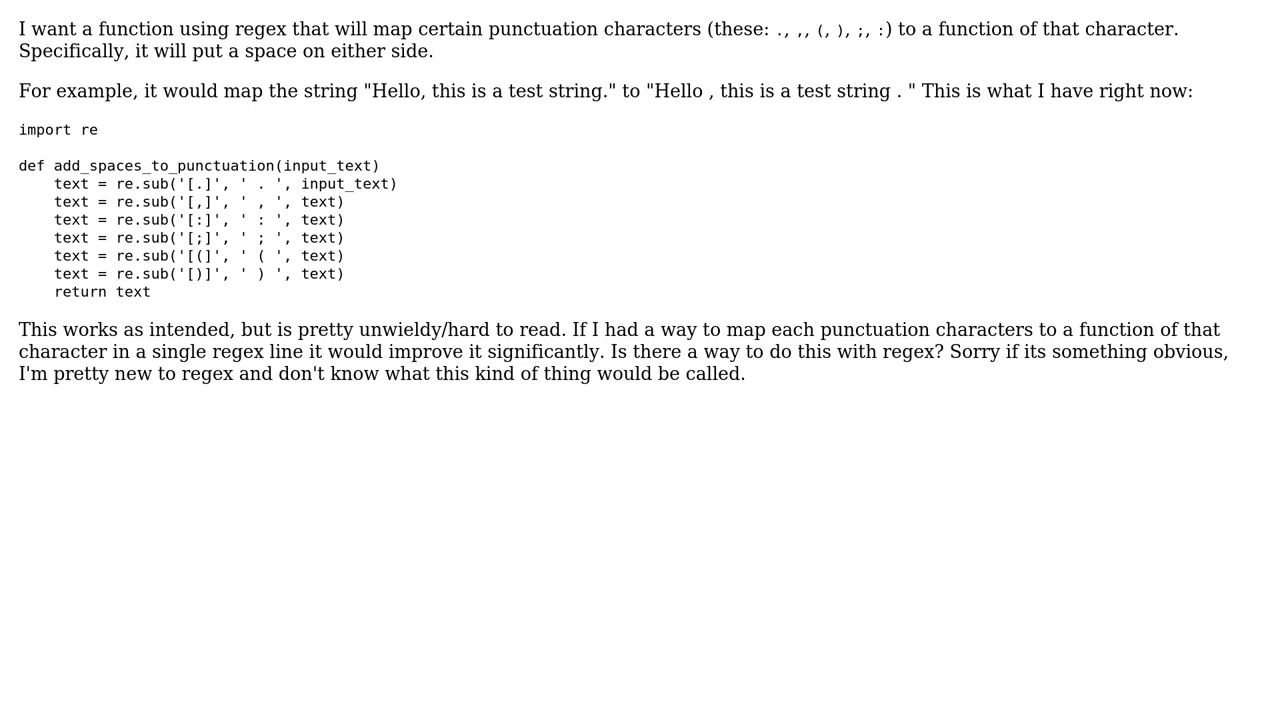 I want a function using regex that will map certain punctuation characters (these: ., ,, (, ), ;, :) to a function of that character.
Specifically, it will put a space on either side.
For example, it would map the string "Hello, this is a test string." to "Hello , this is a test string . " This is what I have right now:
import re
def add_spaces_to_punctuation(input_text)
    text = re.sub('[.]', ' . ', input_text)
    text = re.sub('[,]', ' , ', text)
    text = re.sub('[:]', ' : ', text)
    text = re.sub('[;]', ' ; ', text)
    text = re.sub('[(]', ' ( ', text)
    text = re.sub('[)]', ' ) ', text)
    return text
This works as intended, but is pretty unwieldy/hard to read. If I had a way to map each punctuation characters to a function of that
character in a single regex line it would improve it significantly. Is there a way to do this with regex? Sorry if its something obvious,
I'm pretty new to regex and don't know what this kind of thing would be called.